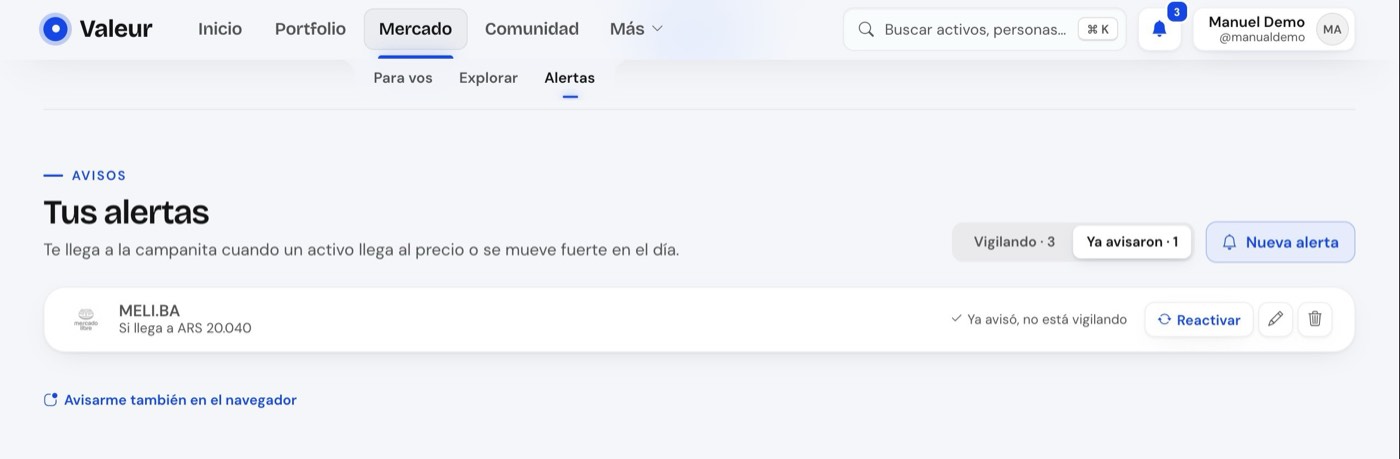 Valeur Inicio Portfolio Mercado Comunidad Más Buscar activos, personas... ⌘ K 3 Manuel Demo
@manualdemo MA
Para vos Explorar Alertas
AVISOS
Tus alertas
Te llega a la campanita cuando un activo llega al precio o se mueve fuerte en el día.
Vigilando · 3 Ya avisaron · 1 Nueva alerta
mercado
libre
MELI.BA
Si llega a ARS 20.040
Ya avisó, no está vigilando Reactivar
Avisarme también en el navegador